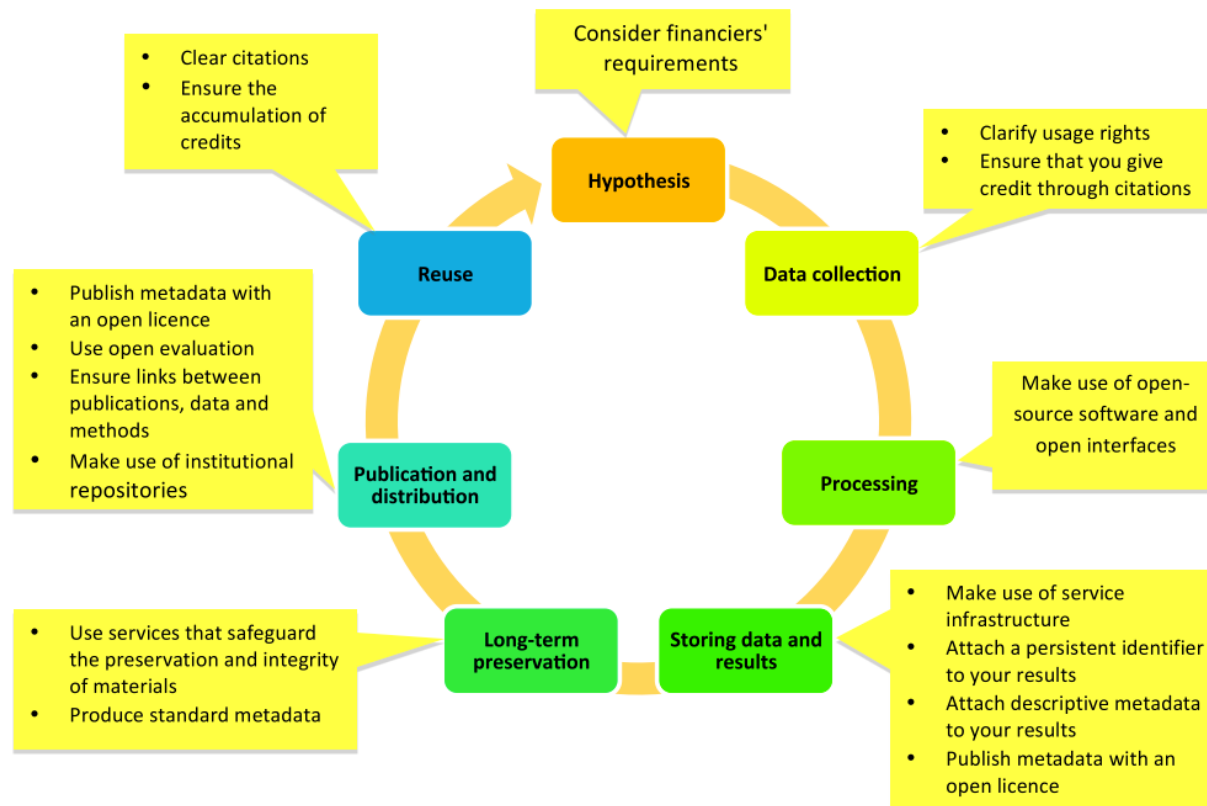 Consider financiers'
requirements
• Clear citations
• Ensure the
accumulation of
credits
• Clarify usage rights
• Ensure that you give
credit through citations
Hypothesis
Reuse
Data collection
• Publish metadata with
an open licence
• Use open evaluation
• Ensure links between
publications, data and
methods
• Make use of institutional
repositories
Make use of open-
source software and
open interfaces
Publication and
distribution
Processing
• Use services that safeguard
the preservation and integrity
of materials
• Produce standard metadata
Long-term
preservation
Storing data and
results
• Make use of service
infrastructure
• Attach a persistent identifier
to your results
• Attach descriptive metadata
to your results
• Publish metadata with an
open licence